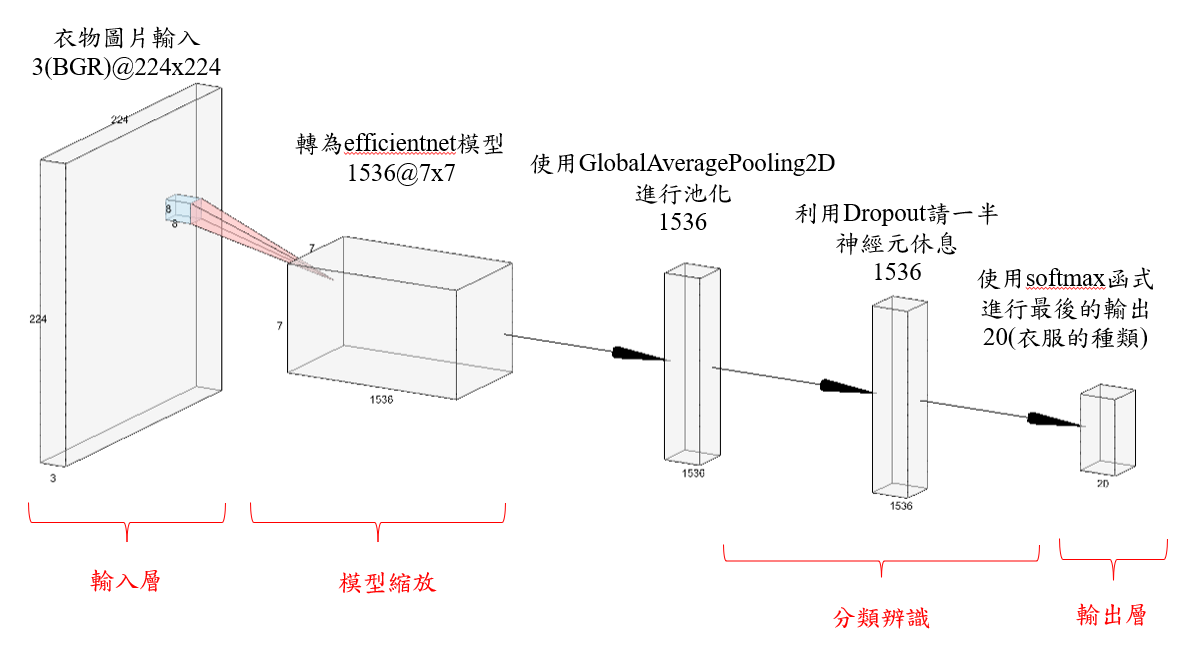 衣物圖片輸入
3(BGR)@224x224
224
8
8
224
3
轉為efficientnet模型
1536@7x7
7
7
1536
使用GlobalAveragePooling2D
進行池化
1536
1536
利用Dropout請一半
神經元休息
1536
1536
使用softmax函式
進行最後的輸出
20(衣服的種類)
20
輸入層
模型縮放
分類辨識
輸出層